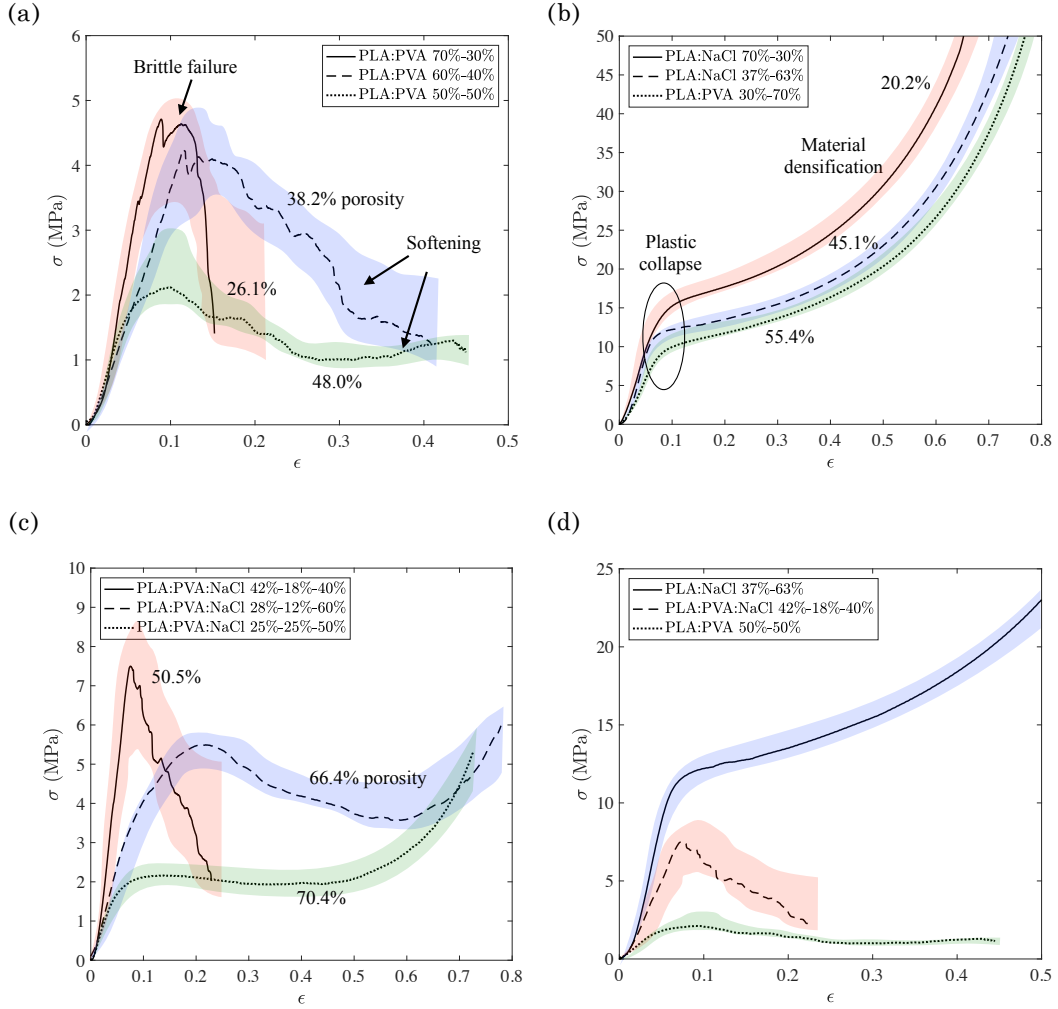 (a)
6
5
4
3
2
1
0
0
0.1
0.2
0.3
0.4
0.5
σ (MPa)
ϵ
PLA:PVA 70%-30%
PLA:PVA 60%-40%
PLA:PVA 50%-50%
Brittle failure
38.2% porosity
Softening
26.1%
48.0%
(b)
50
45
40
35
30
25
20
15
10
5
0
0
0.1
0.2
0.3
0.4
0.5
0.6
0.7
0.8
σ (MPa)
ϵ
PLA:NaCl 70%-30%
PLA:NaCl 37%-63%
PLA:PVA 30%-70%
20.2%
Material
densification
Plastic
collapse
45.1%
55.4%
(c)
10
9
8
7
6
5
4
3
2
1
0
0
0.1
0.2
0.3
0.4
0.5
0.6
0.7
0.8
σ (MPa)
ϵ
PLA:PVA:NaCl 42%-18%-40%
PLA:PVA:NaCl 28%-12%-60%
PLA:PVA:NaCl 25%-25%-50%
50.5%
66.4% porosity
70.4%
(d)
25
20
15
10
5
0
0
0.1
0.2
0.3
0.4
0.5
σ (MPa)
ϵ
PLA:NaCl 37%-63%
PLA:PVA:NaCl 42%-18%-40%
PLA:PVA 50%-50%